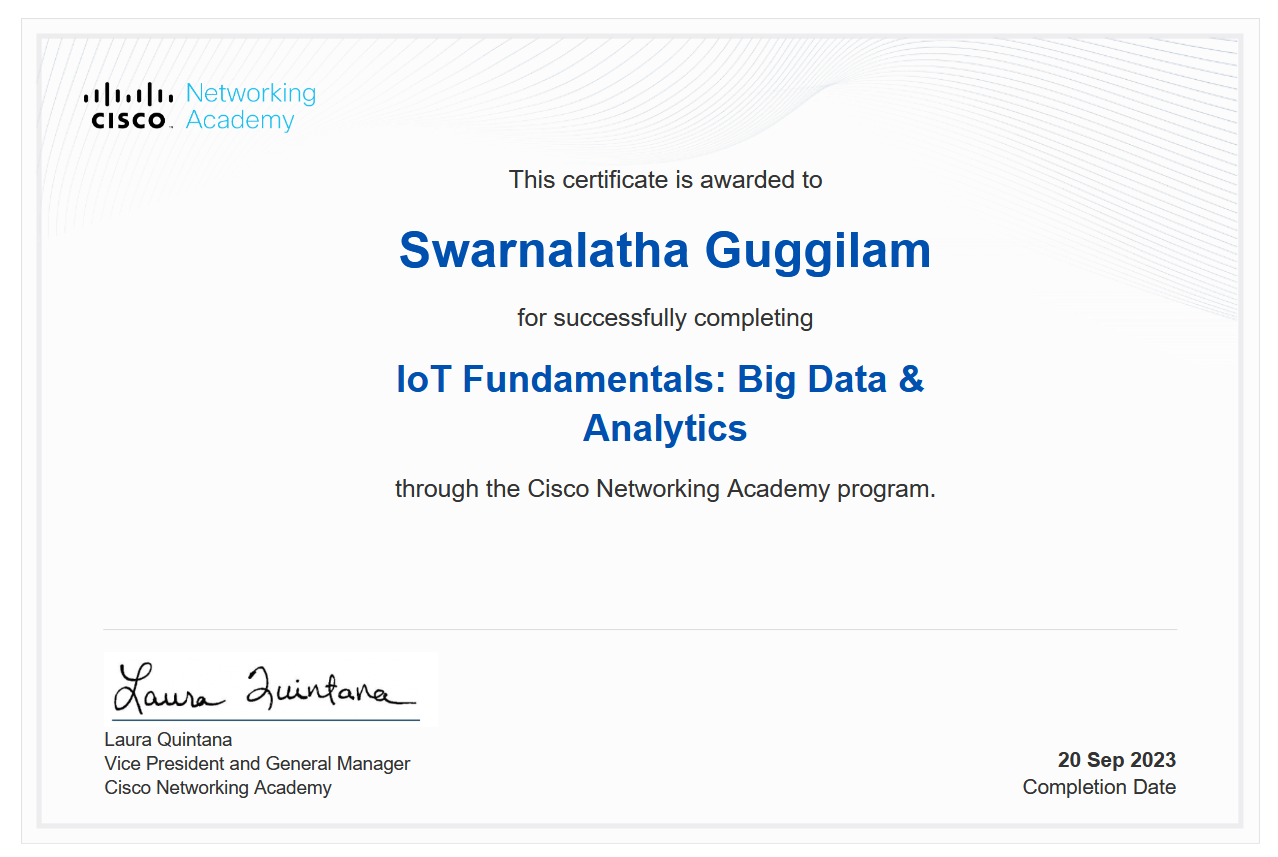 Networking
CISCO Academy
This certificate is awarded to
Swarnalatha Guggilam
for successfully completing
IoT Fundamentals: Big Data &
Analytics
through the Cisco Networking Academy program.
Laura Quintana
Laura Quintana
Vice President and General Manager
Cisco Networking Academy
20 Sep 2023
Completion Date